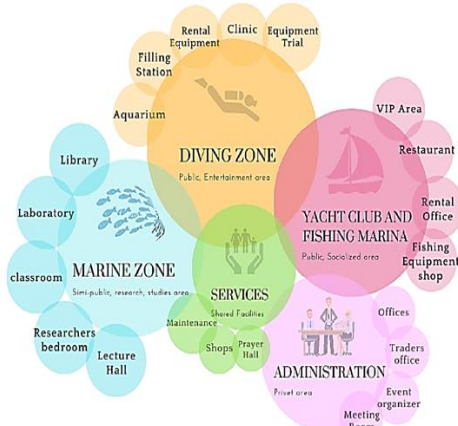 Rental
Equipment
Clinic
Equipment
Trial
Filling
Station
Aquarium
DIVING ZONE
Public, Entertainment area
VIP Area
Restaurant
Rental
Office
Fishing
Equipment
shop
YACHT CLUB AND
FISHING MARINA
Public, Socialized area
Library
Laboratory
classroom
Researchers
bedroom
Lecture
Hall
MARINE ZONE
Simi-public, research, studies area
SERVICES
Shared Facilities
Maintenance
Shops
Prayer
Hall
ADMINISTRATION
Privet area
Offices
Traders
office
Event
organizer
Meeting
Room